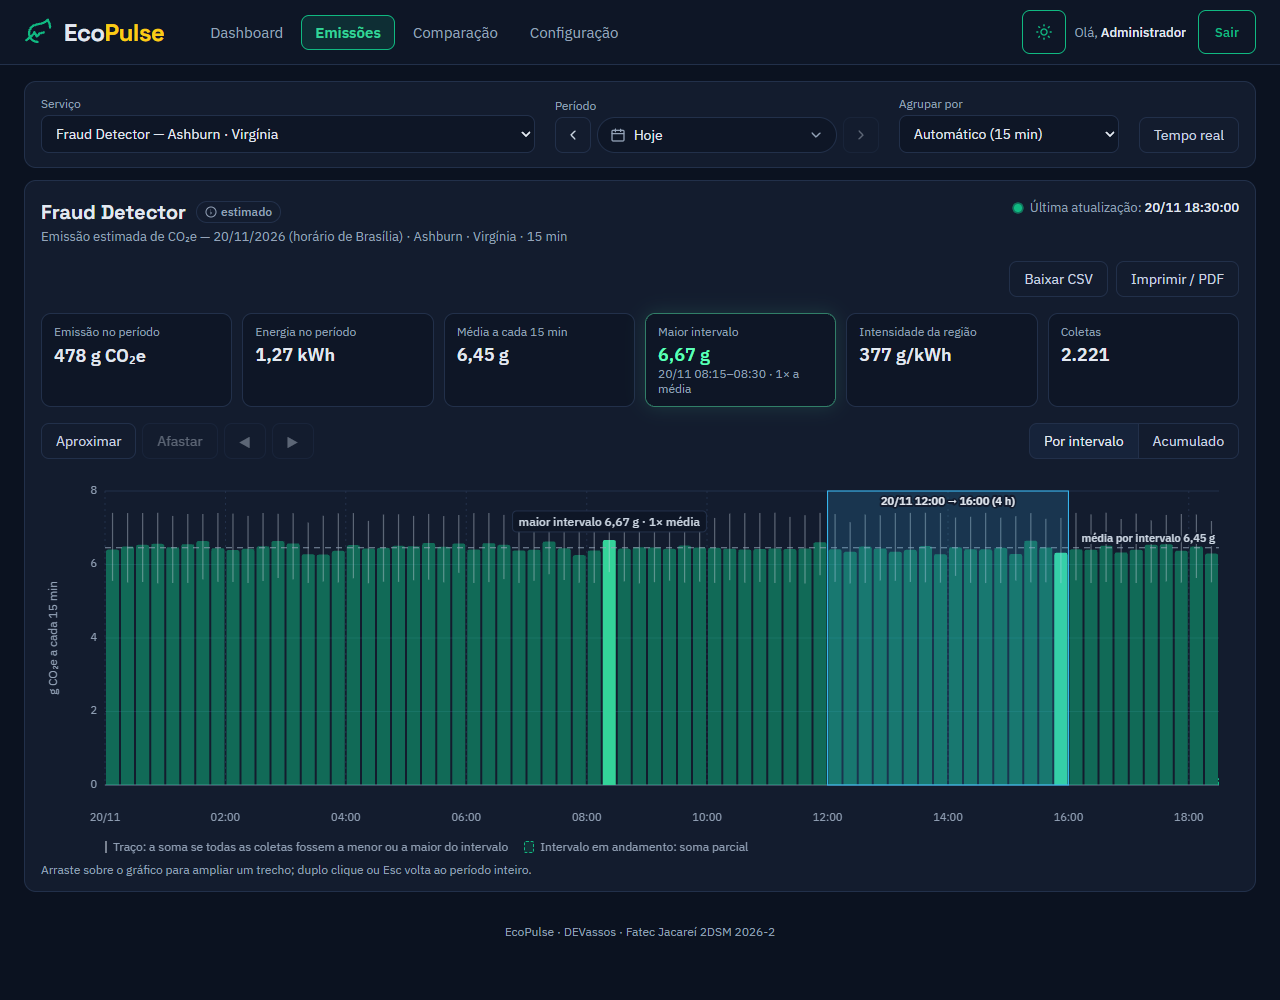 EcoPulse
Dashboard
Emissões
Comparação
Configuração
Olá, Administrador
Sair
Serviço
Fraud Detector — Ashburn · Virgínia
Período
Hoje
Agrupar por
Automático (15 min)
Tempo real
Fraud Detector
estimado
Última atualização: 20/11 18:30:00
Emissão estimada de CO₂e — 20/11/2026 (horário de Brasília) · Ashburn · Virgínia · 15 min
Baixar CSV
Imprimir / PDF
Emissão no período
478 g CO₂e
Energia no período
1,27 kWh
Média a cada 15 min
6,45 g
Maior intervalo
6,67 g
20/11 08:15–08:30 · 1× a
média
Intensidade da região
377 g/kWh
Coletas
2.221
Aproximar
Afastar
Por intervalo
Acumulado
g CO₂e a cada 15 min
8
6
4
2
0
20/11 12:00 → 16:00 (4 h)
maior intervalo 6,67 g · 1× média
média por intervalo 6,45 g
20/11
02:00
04:00
06:00
08:00
10:00
12:00
14:00
16:00
18:00
Traço: a soma se todas as coletas fossem a menor ou a maior do intervalo
Intervalo em andamento: soma parcial
Arraste sobre o gráfico para ampliar um trecho; duplo clique ou Esc volta ao período inteiro.
EcoPulse · DEVassos · Fatec Jacareí 2DSM 2026-2